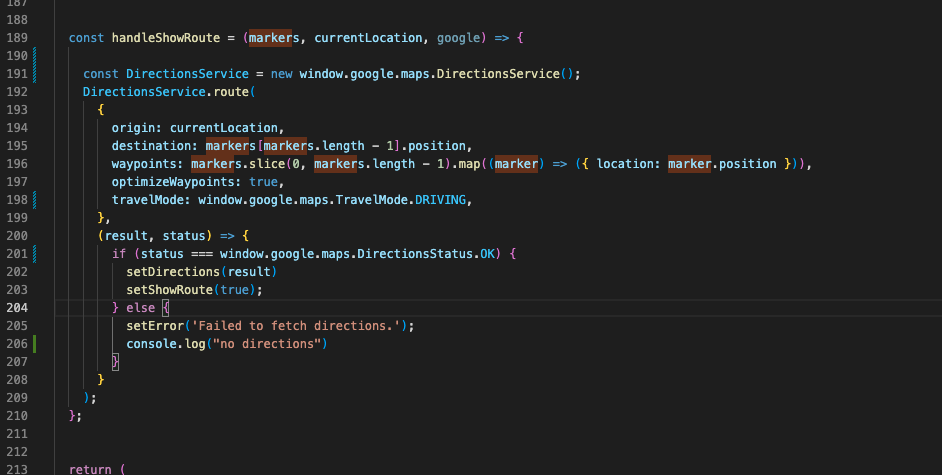 187
188
189 const handleShowRoute = (markers, currentLocation, google) => {
190
191 const DirectionsService = new window.google.maps.DirectionsService();
192 DirectionsService.route(
193 {
194 origin: currentLocation,
195 destination: markers[markers.length - 1].position,
196 waypoints: markers.slice(0, markers.length - 1).map((marker) => ({ location: marker.position })),
197 optimizeWaypoints: true,
198 travelMode: window.google.maps.TravelMode.DRIVING,
199 },
200 (result, status) => {
201 if (status === window.google.maps.DirectionsStatus.OK) {
202 setDirections(result)
203 setShowRoute(true);
204 } else {
205 setError('Failed to fetch directions.');
206 console.log("no directions")
207 }
208 }
209 );
210 };
211
212
213 return (